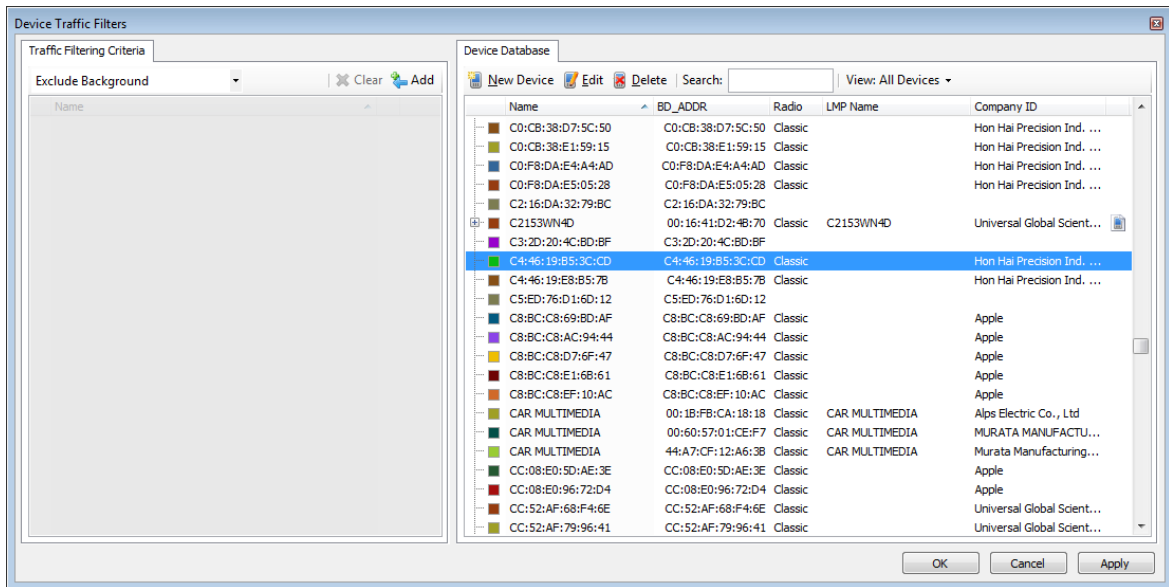 Device Traffic Filters
Traffic Filtering Criteria
Exclude Background
Clear Add
Name
Device Database
New Device Edit Delete Search: View: All Devices
Name BD_ADDR Radio LMP Name Company ID
C0:CB:38:D7:5C:50 C0:CB:38:D7:5C:50 Classic Hon Hai Precision Ind. ...
C0:CB:38:E1:59:15 C0:CB:38:E1:59:15 Classic Hon Hai Precision Ind. ...
C0:F8:DA:E4:A4:AD C0:F8:DA:E4:A4:AD Classic Hon Hai Precision Ind. ...
C0:F8:DA:E5:05:28 C0:F8:DA:E5:05:28 Classic Hon Hai Precision Ind. ...
C2:16:DA:32:79:BC C2:16:DA:32:79:BC
C2153WN4D 00:16:41:D2:4B:70 Classic C2153WN4D Universal Global Scient...
C3:2D:20:4C:BD:BF C3:2D:20:4C:BD:BF
C4:46:19:B5:3C:CD C4:46:19:B5:3C:CD Classic Hon Hai Precision Ind. ...
C4:46:19:E8:B5:7B C4:46:19:E8:B5:7B Classic Hon Hai Precision Ind. ...
C5:ED:76:D1:6D:12 C5:ED:76:D1:6D:12
C8:BC:C8:69:BD:AF C8:BC:C8:69:BD:AF Classic Apple
C8:BC:C8:AC:94:44 C8:BC:C8:AC:94:44 Classic Apple
C8:BC:C8:D7:6F:47 C8:BC:C8:D7:6F:47 Classic Apple
C8:BC:C8:E1:6B:61 C8:BC:C8:E1:6B:61 Classic Apple
C8:BC:C8:EF:10:AC C8:BC:C8:EF:10:AC Classic Apple
CAR MULTIMEDIA 00:1B:FB:CA:18:18 Classic CAR MULTIMEDIA Alps Electric Co., Ltd
CAR MULTIMEDIA 00:60:57:01:CE:F7 Classic CAR MULTIMEDIA MURATA MANUFACTU...
CAR MULTIMEDIA 44:A7:CF:12:A6:3B Classic CAR MULTIMEDIA Murata Manufacturing...
CC:08:E0:5D:AE:3E CC:08:E0:5D:AE:3E Classic Apple
CC:08:E0:96:72:D4 CC:08:E0:96:72:D4 Classic Apple
CC:52:AF:68:F4:6E CC:52:AF:68:F4:6E Classic Universal Global Scient...
CC:52:AF:79:96:41 CC:52:AF:79:96:41 Classic Universal Global Scient...
OK Cancel Apply